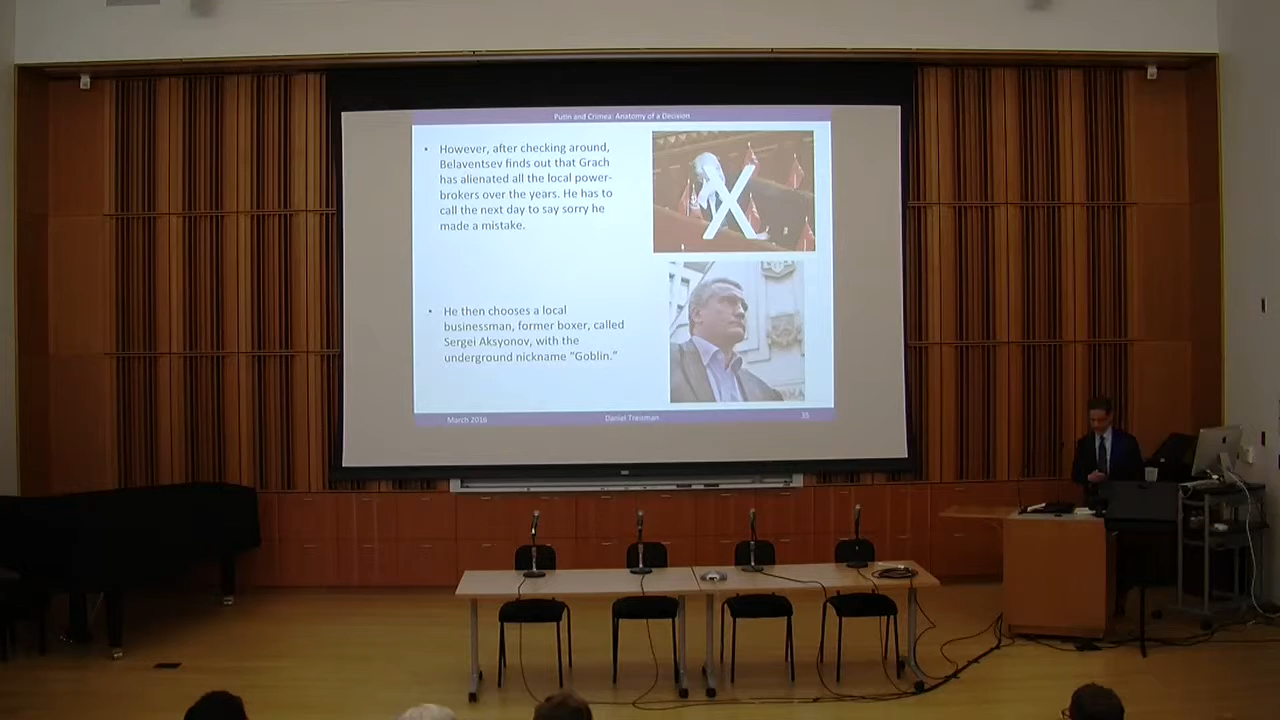 Putin and Crimea: Anatomy of a Decision
• However, after checking around,
Belaventsev finds out that Grach
has alienated all the local power-
brokers over the years. He has to
call the next day to say sorry he
made a mistake.
• He then chooses a local
businessman, former boxer, called
Sergei Aksyonov, with the
underground nickname “Goblin.”
March 2016 Daniel Treisman 35